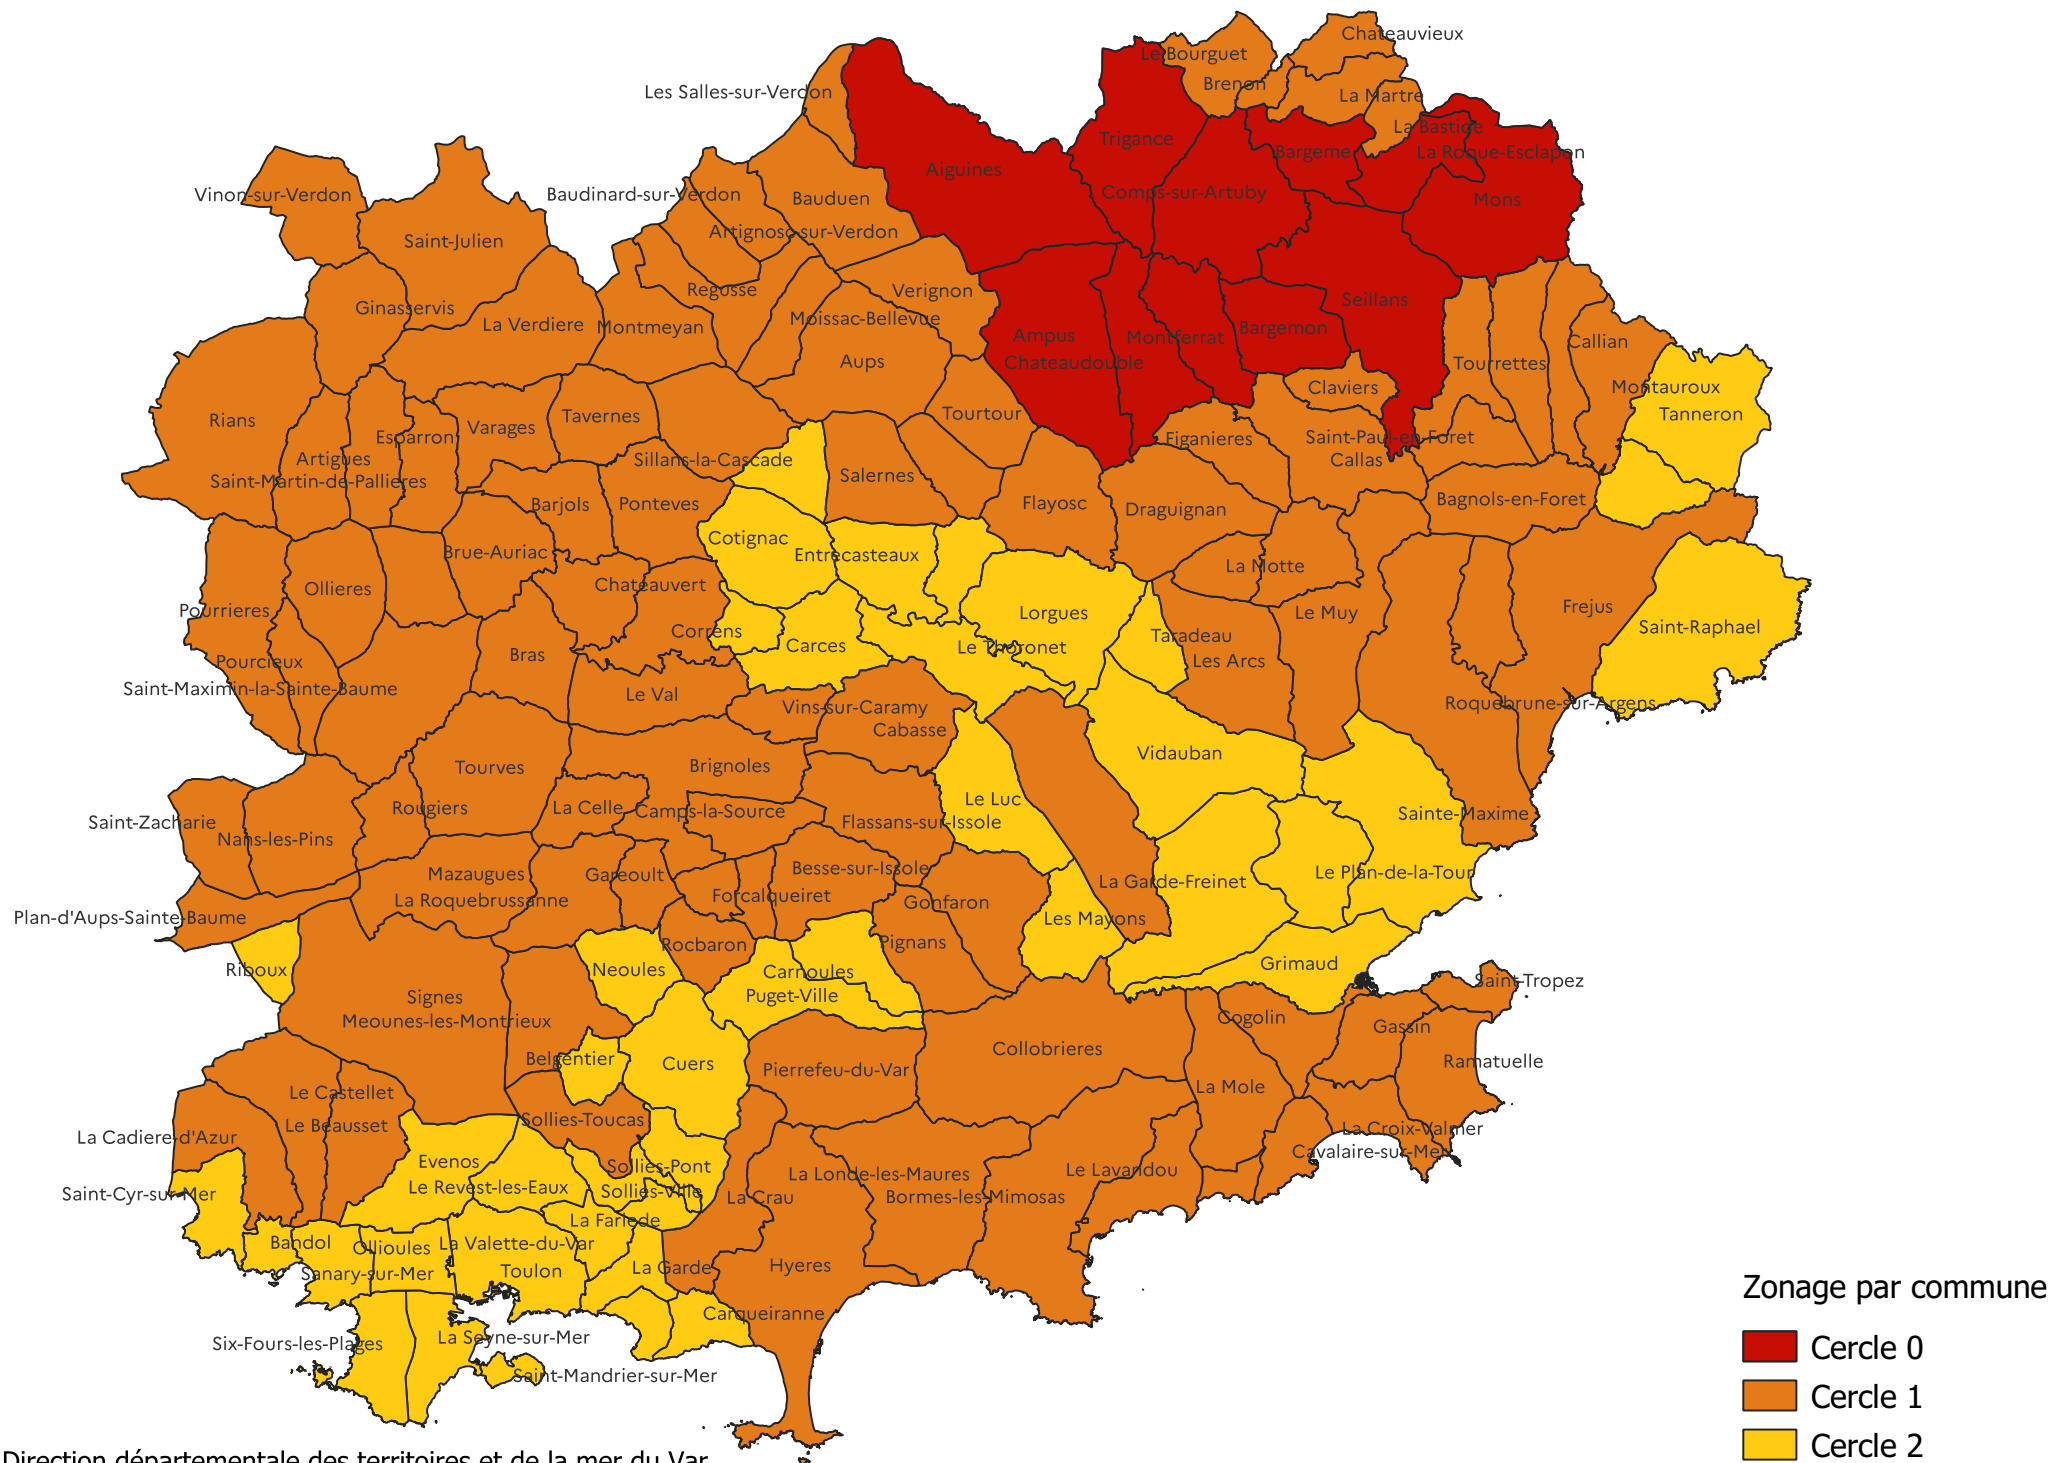 Chateauvieux
Le Bourguet
Brenon
Les Salles-sur-Verdon
La Martre
La Bastide
Trigance
Bargeme
La Roque-Esclapon
Aiguines
Vinon-sur-Verdon
Baudinard-sur-Verdon
Bauduen
Comps-sur-Artuby
Mons
Artignosc-sur-Verdon
Saint-Julien
Regusse
Verignon
Seillans
Ginasservis
La Verdiere
Montmeyan
Moissac-Bellevue
Bargemon
Ampus
Montferrat
Callian
Aups
Chateaudouble
Tourrettes
Claviers
Montauroux
Tanneron
Rians
Varages
Tavernes
Tourtour
Esparron
Figanieres
Saint-Paul-en-Foret
Artigues
Sillans-la-Cascade
Callas
Saint-Martin-de-Pallieres
Salernes
Barjols
Ponteves
Flayosc
Draguignan
Bagnols-en-Foret
Cotignac
Brue-Auriac
Entrecasteaux
La Motte
Ollieres
Chateauvert
Pourrieres
Lorgues
Le Muy
Frejus
Correns
Taradeau
Saint-Raphael
Carces
Le Thoronet
Pourcieux
Bras
Les Arcs
Saint-Maximin-la-Sainte-Baume
Le Val
Vins-sur-Caramy
Roquebrune-sur-Argens
Cabasse
Vidauban
Tourves
Brignoles
Le Luc
Rougiers
La Celle
Camps-la-Source
Sainte-Maxime
Saint-Zacharie
Flassans-sur-Issole
Nans-les-Pins
Besse-sur-Issole
Mazaugues
Gareoult
Le Plan-de-la-Tour
La Garde-Freinet
Forcalqueiret
La Roquebrussanne
Gonfaron
Plan-d'Aups-Sainte-Baume
Les Mayons
Rocbaron
Pignans
Riboux
Neoules
Carnoules
Grimaud
Saint-Tropez
Signes
Puget-Ville
Meounes-les-Montrieux
Cogolin
Gassin
Collobrieres
Belgentier
Cuers
Ramatuelle
Pierrefeu-du-Var
La Mole
Le Castellet
Sollies-Toucas
Le Beausset
La Croix-Valmer
La Cadiere-d'Azur
Cavalaire-sur-Mer
Evenos
Sollies-Pont
Le Lavandou
La Londe-les-Maures
Le Revest-les-Eaux
Sollies-Ville
Saint-Cyr-sur-Mer
La Crau
Bormes-les-Mimosas
La Farlede
Bandol
Ollioules
La Valette-du-Var
Sanary-sur-Mer
Toulon
La Garde
Hyeres
Zonage par commune
Carqueiranne
Six-Fours-les-Plages
La Seyne-sur-Mer
Cercle 0
Saint-Mandrier-sur-Mer
Cercle 1
Cercle 2
Direction départementale des territoires et de la mer du Var